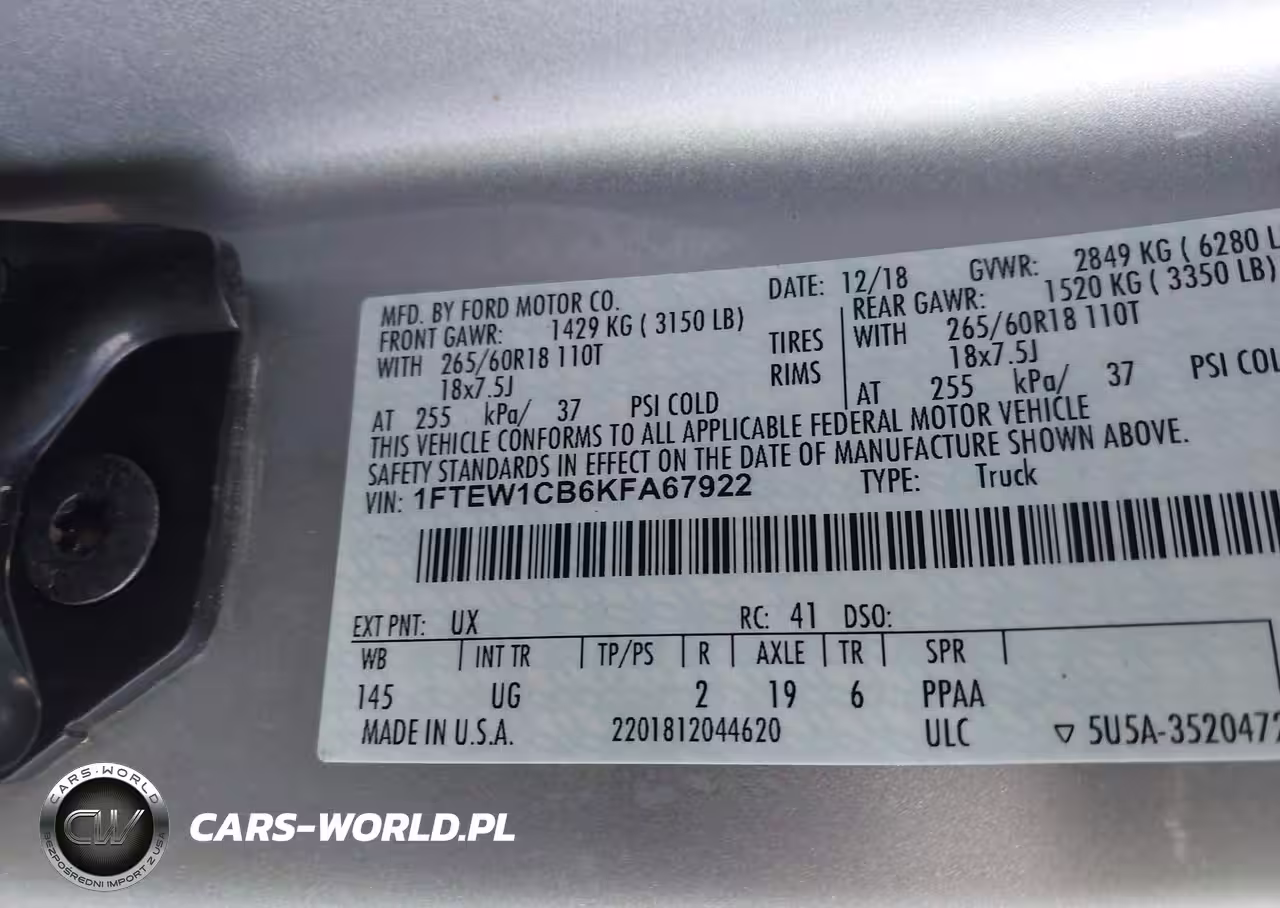 MFD. BY FORD MOTOR CO. DATE: 12/18 GVWR: 2849 KG ( 6280 L
FRONT GAWR: 1429 KG ( 3150 LB) REAR GAWR: 1520 KG ( 3350 LB)
WITH 265/60R18 110T TIRES WITH 265/60R18 110T
18x7.5J RIMS 18x7.5J
AT 255 kPa/ 37 PSI COLD AT 255 kPa/ 37 PSI COL
THIS VEHICLE CONFORMS TO ALL APPLICABLE FEDERAL MOTOR VEHICLE
SAFETY STANDARDS IN EFFECT ON THE DATE OF MANUFACTURE SHOWN ABOVE.
VIN: 1FTEW1CB6KFA67922 TYPE: Truck
EXT PNT: UX RC: 41 DSO:
WB INT TR TP/PS R AXLE TR SPR
145 UG 2 19 6 PPAA
MADE IN U.S.A. 2201812044620 ULC ▽ 5U5A-3520472
CARS-WORLD
CW
BEZPOŚREDNI IMPORT Z USA
CARS-WORLD.PL